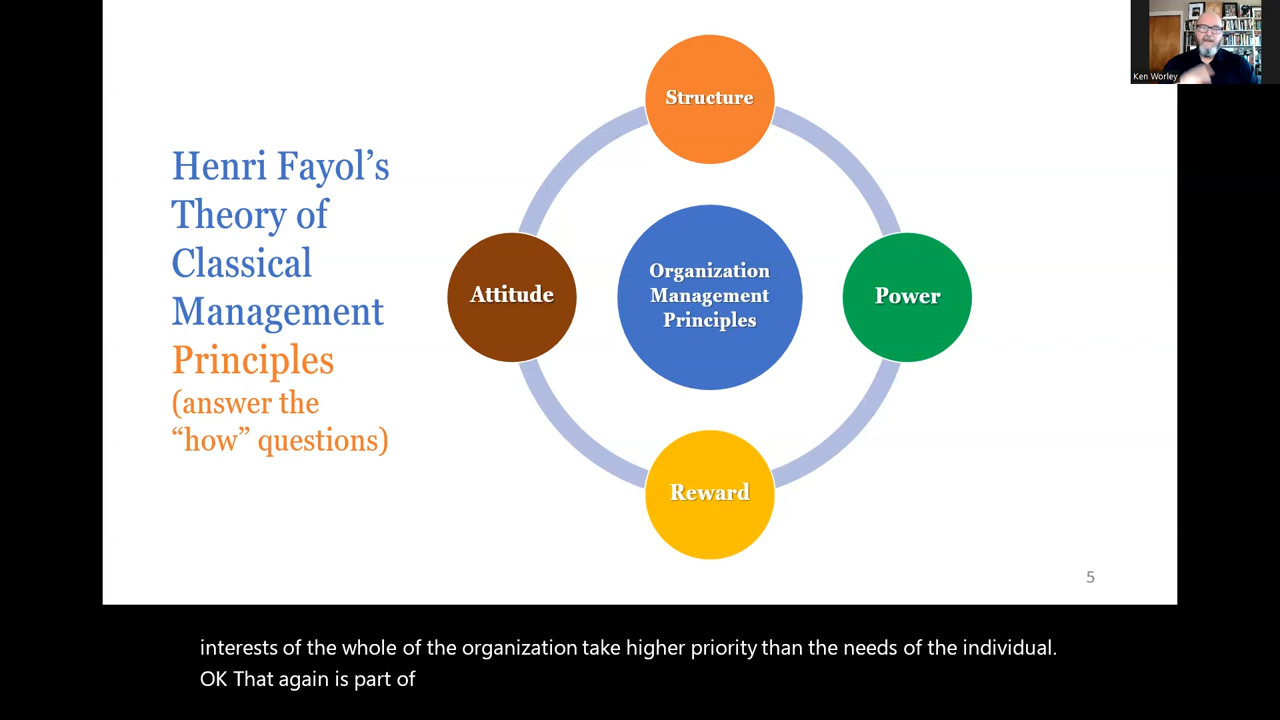 Ken Worley
Henri Fayol’s
Theory of
Classical
Management
Principles
(answer the
“how” questions)
Structure
Attitude
Organization
Management
Principles
Power
Reward
5
interests of the whole of the organization take higher priority than the needs of the individual.
OK That again is part of